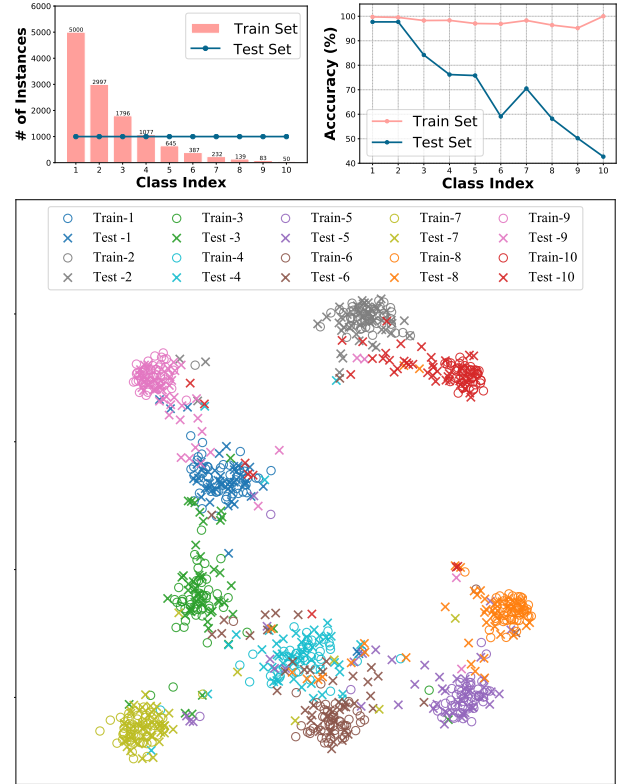 6000
5000
4000
3000
2000
1000
0
# of Instances
5000
2997
1796
1077
645
387
232
139
83
50
Train Set
Test Set
1 2 3 4 5 6 7 8 9 10
Class Index
100
90
80
70
60
50
40
Acccuracy (%)
Train Set
Test Set
1 2 3 4 5 6 7 8 9 10
Class Index
Train-1 Train-3 Train-5 Train-7 Train-9
Test -1 Test -3 Test -5 Test -7 Test -9
Train-2 Train-4 Train-6 Train-8 Train-10
Test -2 Test -4 Test -6 Test -8 Test -10